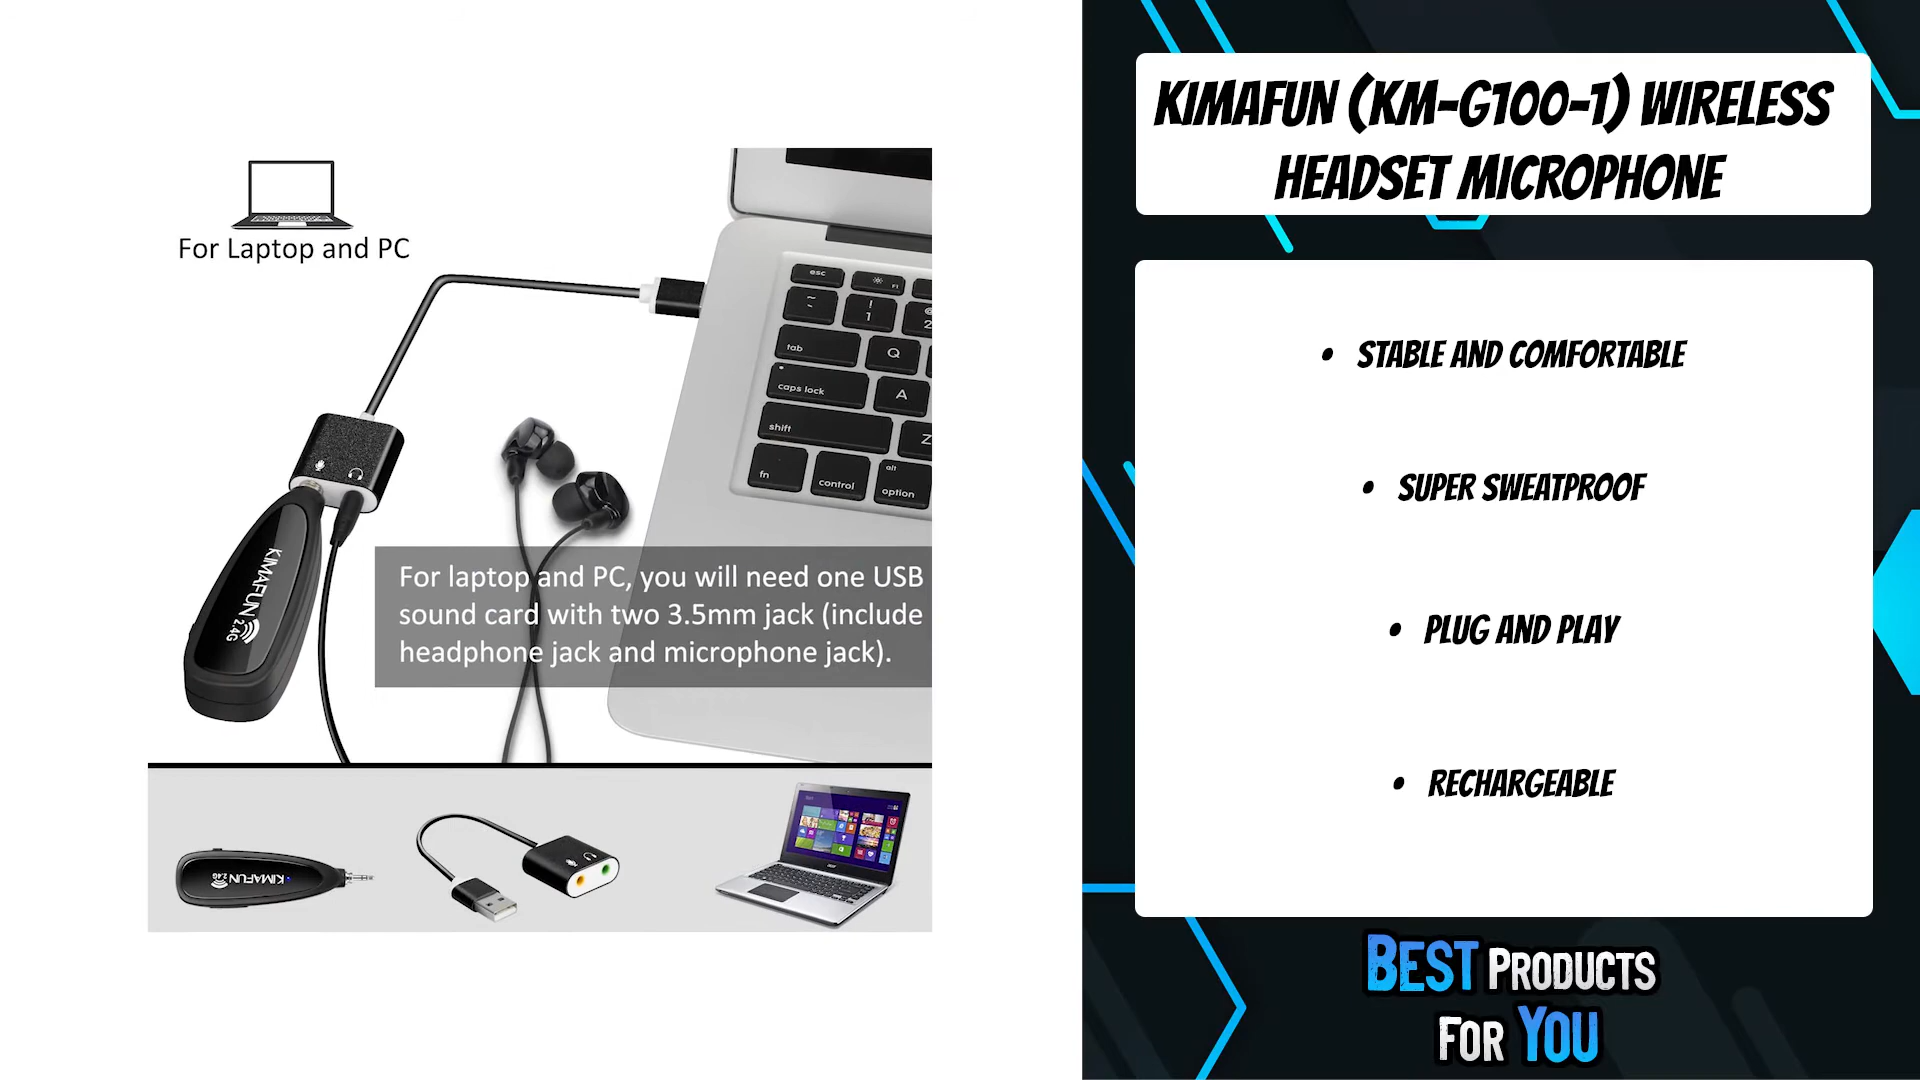 For Laptop and PC
esc
F1
~
!
1
2
tab
Q
caps lock
A
shift
Z
fn
control
alt
option
KIMAFUN
2.4G
For laptop and PC, you will need one USB
sound card with two 3.5mm jack (include
headphone jack and microphone jack).
KIMAFUN
2.4G
KIMAFUN (KM-G100-1) WIRELESS
HEADSET MICROPHONE
• STABLE AND COMFORTABLE
• SUPER SWEATPROOF
• PLUG AND PLAY
• RECHARGEABLE
BEST PRODUCTS
FOR YOU